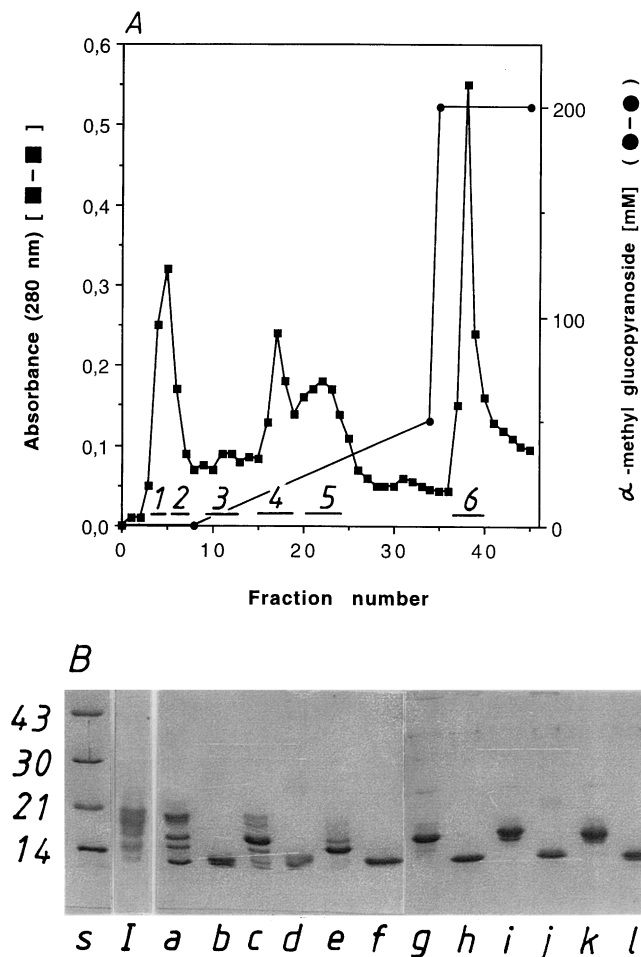 A
0,6
0,5
0,4
0,3
0,2
0,1
0,0
200
100
0
Absorbance (280 nm) [ ■–■ ]
α -methyl glucopyranoside [mM] ( ●–● )
1 2 3 4 5 6
0 10 20 30 40
Fraction number
B
43
30
21
14
s I a b c d e f g h i j k l